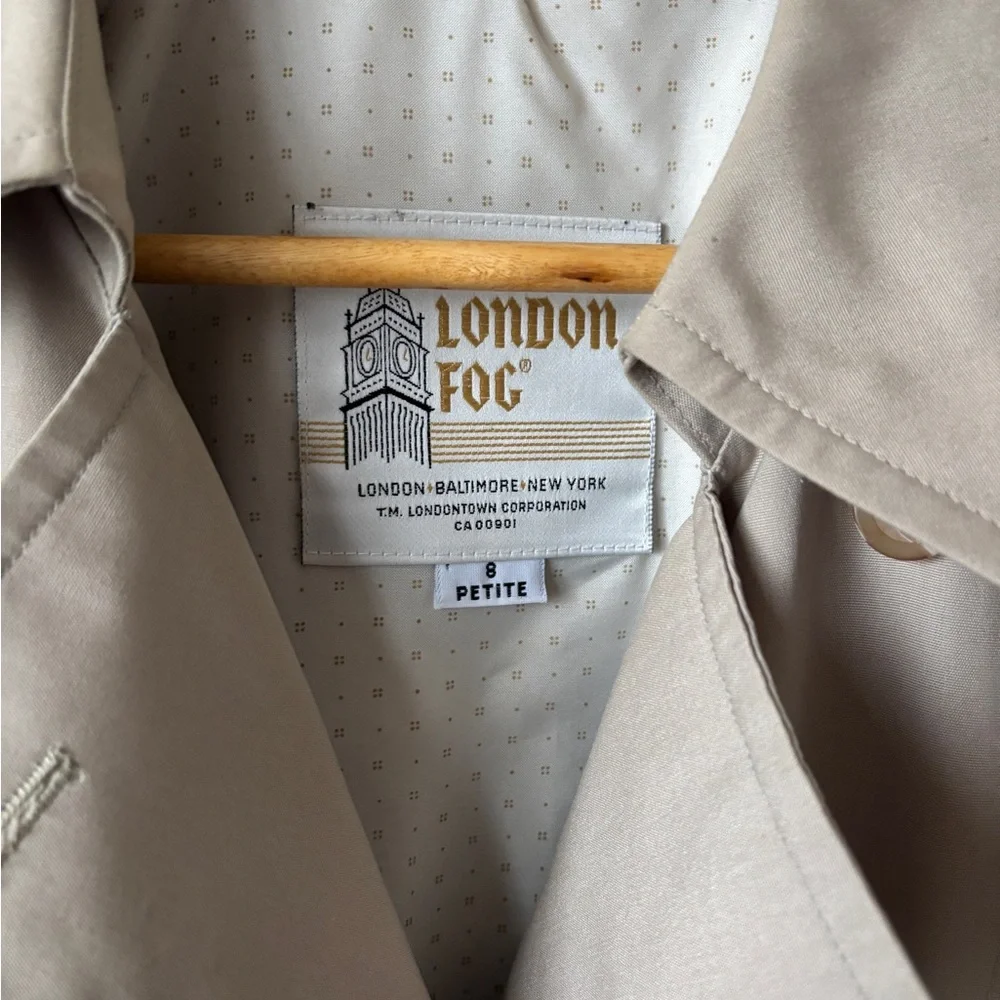 LONDON
FOG®
LONDON♦BALTIMORE♦NEW YORK
T.M. LONDONTOWN CORPORATION
CA 00901
8
PETITE